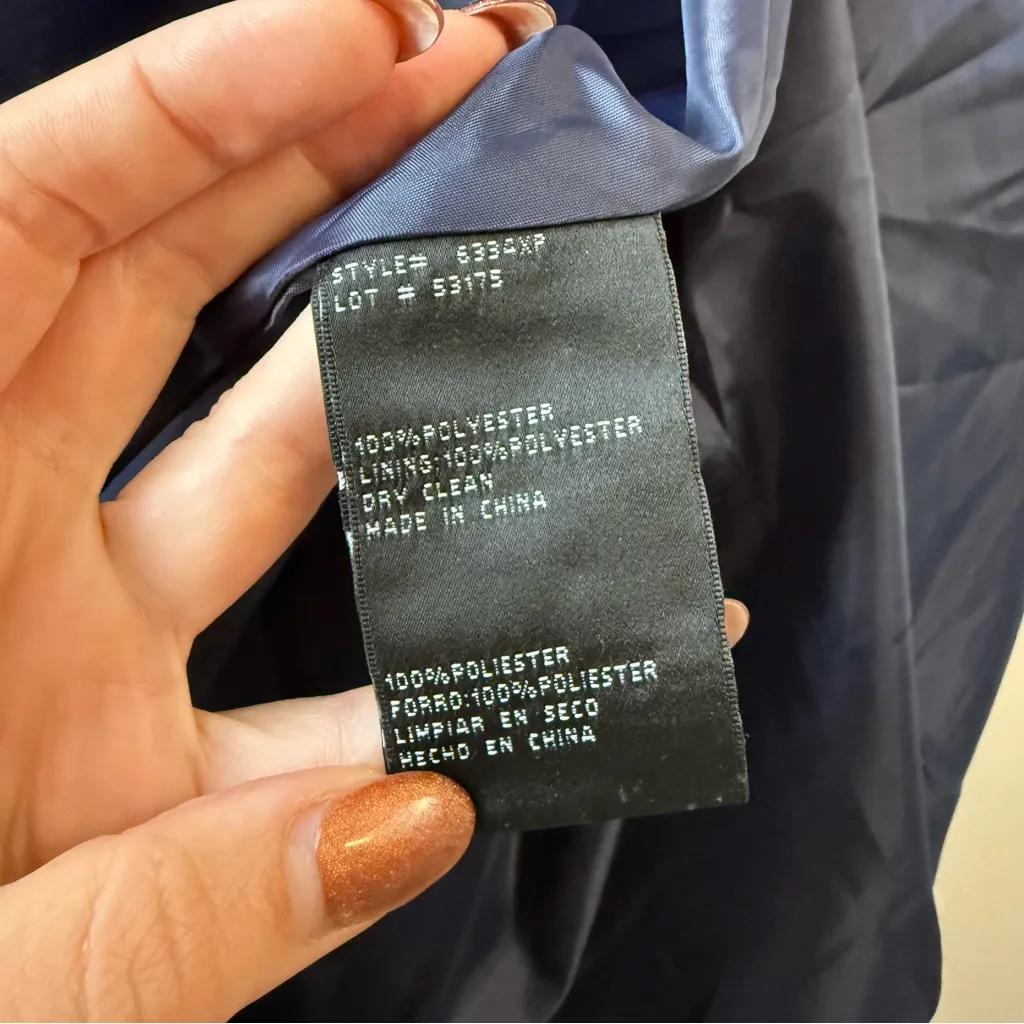 STYLE# 6334XP
LOT # 53175
100%POLYESTER
LINING:100%POLYESTER
DRY CLEAN
MADE IN CHINA
100%POLIESTER
FORRO:100%POLIESTER
LIMPIAR EN SECO
HECHO EN CHINA